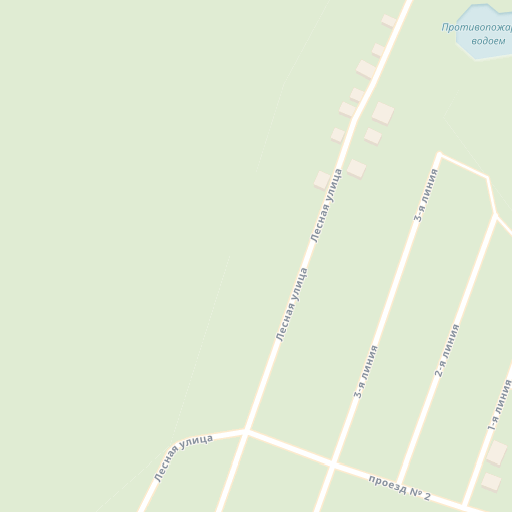 Противопожар
водоем
3-я линия
Лесная улица
Лесная улица
2-я линия
3-я линия
1-я линия
Лесная улица
проезд № 2